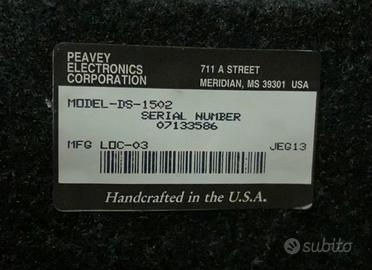 PEAVEY
ELECTRONICS
CORPORATION
711 A STREET
MERIDIAN, MS 39301 USA
MODEL-DS-1502
SERIAL NUMBER
07133586
MFG LOC-03 JEG13
Handcrafted in the U.S.A.
subito